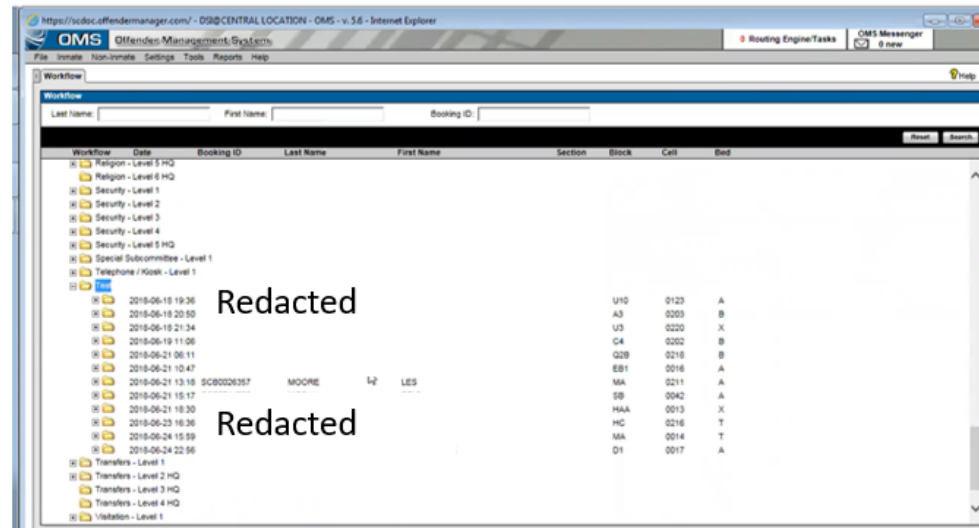 https://scdoc.offendermanager.com/ - DSI@CENTRAL LOCATION - OMS - v. 5.6 - Internet Explorer
OMS Offender Management System
0 Routing Engine/Tasks
OMS Messenger
0 new
File Inmate Non-Inmate Settings Tools Reports Help
Workflow
Help
Workflow
Last Name: First Name: Booking ID:
Reset Search
Workflow Date Booking ID Last Name First Name Section Block Cell Bed
Religion - Level 5 HQ
Religion - Level 6 HQ
Security - Level 1
Security - Level 2
Security - Level 3
Security - Level 4
Security - Level 5 HQ
Special Subcommittee - Level 1
Telephone / Kiosk - Level 1
Test
2018-06-18 19:36 U10 0123 A
Redacted
2018-06-18 20:50 A3 0203 B
2018-06-18 21:34 U3 0220 X
2018-06-19 11:06 C4 0202 B
2018-06-21 06:11 Q2B 0218 B
2018-06-21 10:47 EB1 0016 A
2018-06-21 13:18 SCB0026357 MOORE LES MA 0211 A
2018-06-21 15:17 SB 0042 A
2018-06-21 18:30 HAA 0013 X
Redacted
2018-06-23 16:36 HC 0216 T
2018-06-24 15:59 MA 0014 T
2018-06-24 22:56 D1 0017 A
Transfers - Level 1
Transfers - Level 2 HQ
Transfers - Level 3 HQ
Transfers - Level 4 HQ
Visitation - Level 1